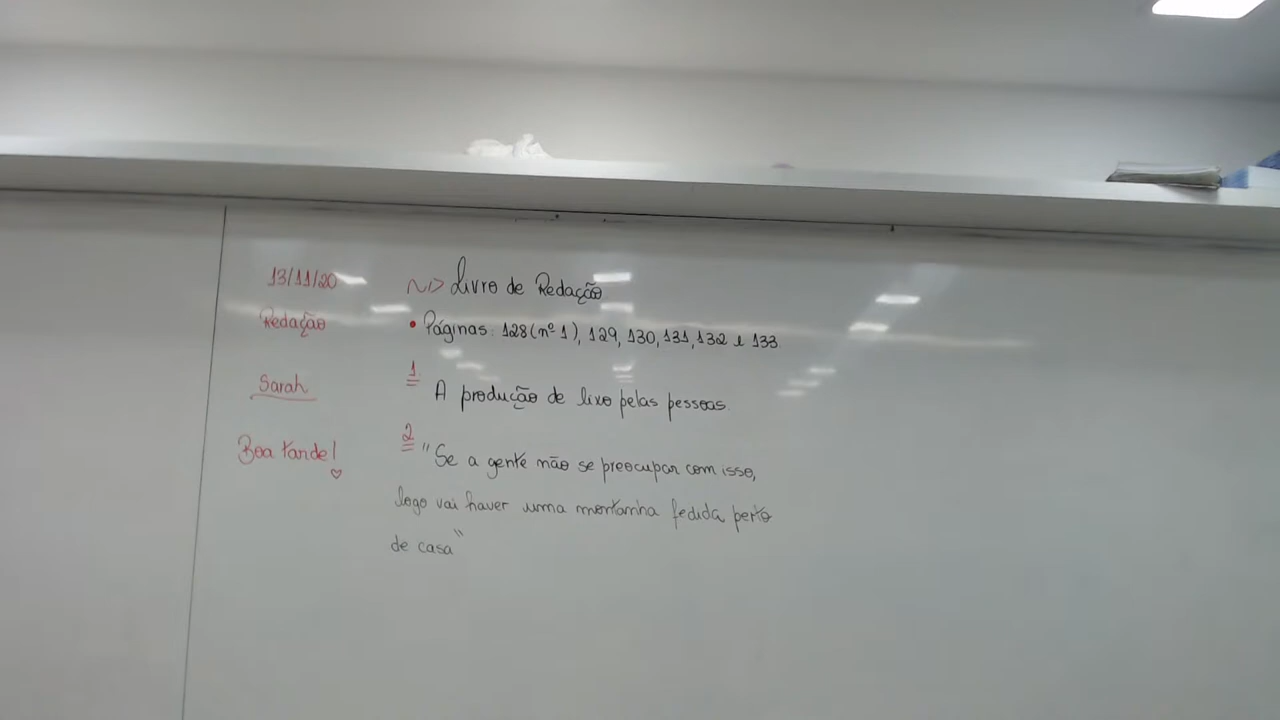 13/11/20
Redação
Sarah
Boa tarde!
~> Livro de Redação
• Páginas: 128 (nº 1), 129, 130, 131, 132 e 133.
1.
A produção de lixo pelas pessoas.
2 "Se a gente não se preocupar com isso,
logo vai haver uma montanha fedida perto
de casa"